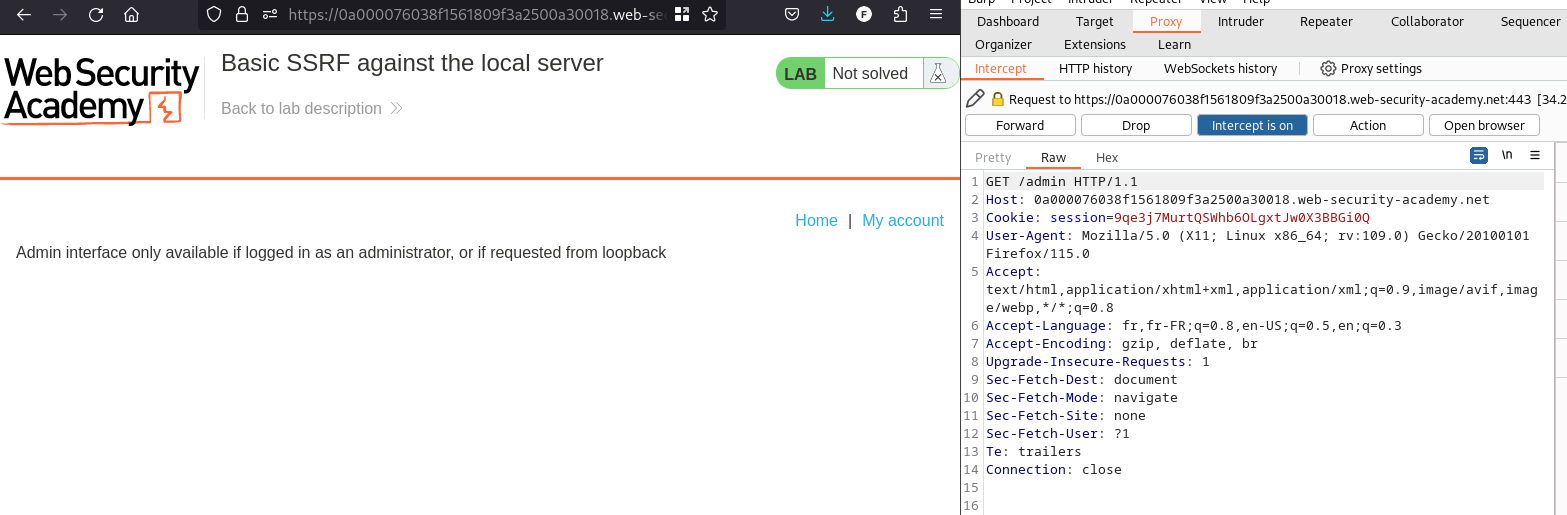 https://0a000076038f1561809f3a2500a30018.web-se
Web Security
Academy
Basic SSRF against the local server
Back to lab description
LAB Not solved
Home | My account
Admin interface only available if logged in as an administrator, or if requested from loopback
Burp Project Intruder Repeater View Help
Dashboard Target Proxy Intruder Repeater Collaborator Sequencer
Organizer Extensions Learn
Intercept HTTP history WebSockets history Proxy settings
Request to https://0a000076038f1561809f3a2500a30018.web-security-academy.net:443 [34.2
Forward Drop Intercept is on Action Open browser
Pretty Raw Hex \n
1 GET /admin HTTP/1.1
2 Host: 0a000076038f1561809f3a2500a30018.web-security-academy.net
3 Cookie: session=9qe3j7MurtQSWhb6OLgxtJw0X3BBGi0Q
4 User-Agent: Mozilla/5.0 (X11; Linux x86_64; rv:109.0) Gecko/20100101
Firefox/115.0
5 Accept:
text/html,application/xhtml+xml,application/xml;q=0.9,image/avif,imag
e/webp,*/*;q=0.8
6 Accept-Language: fr,fr-FR;q=0.8,en-US;q=0.5,en;q=0.3
7 Accept-Encoding: gzip, deflate, br
8 Upgrade-Insecure-Requests: 1
9 Sec-Fetch-Dest: document
10 Sec-Fetch-Mode: navigate
11 Sec-Fetch-Site: none
12 Sec-Fetch-User: ?1
13 Te: trailers
14 Connection: close
15
16